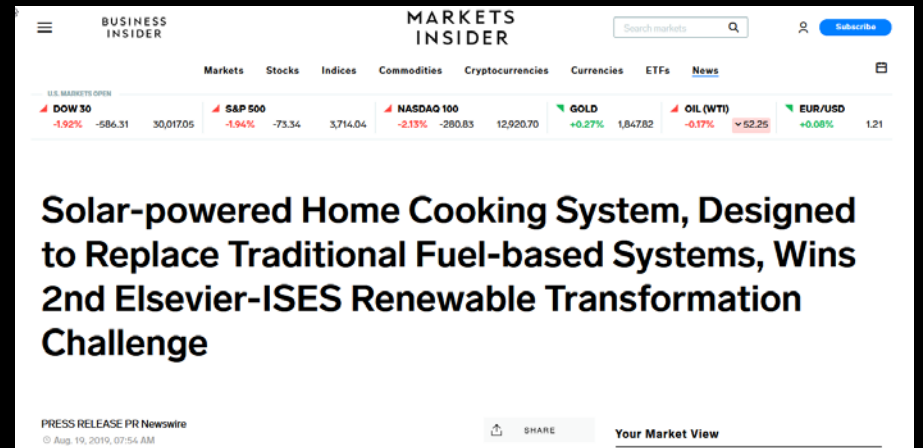 BUSINESS
INSIDER
MARKETS
INSIDER
Search markets
Subscribe
Markets Stocks Indices Commodities Cryptocurrencies Currencies ETFs News
U.S. MARKETS OPEN
DOW 30 S&P 500 NASDAQ 100 GOLD OIL (WTI) EUR/USD
-1.92% -586.31 30,017.05 -1.94% -73.34 3,714.04 -2.13% -280.83 12,920.70 +0.27% 1,847.82 -0.17% 52.25 +0.08% 1.21
Solar-powered Home Cooking System, Designed
to Replace Traditional Fuel-based Systems, Wins
2nd Elsevier-ISES Renewable Transformation
Challenge
PRESS RELEASE PR Newswire
Aug. 19, 2019, 07:54 AM
SHARE
Your Market View